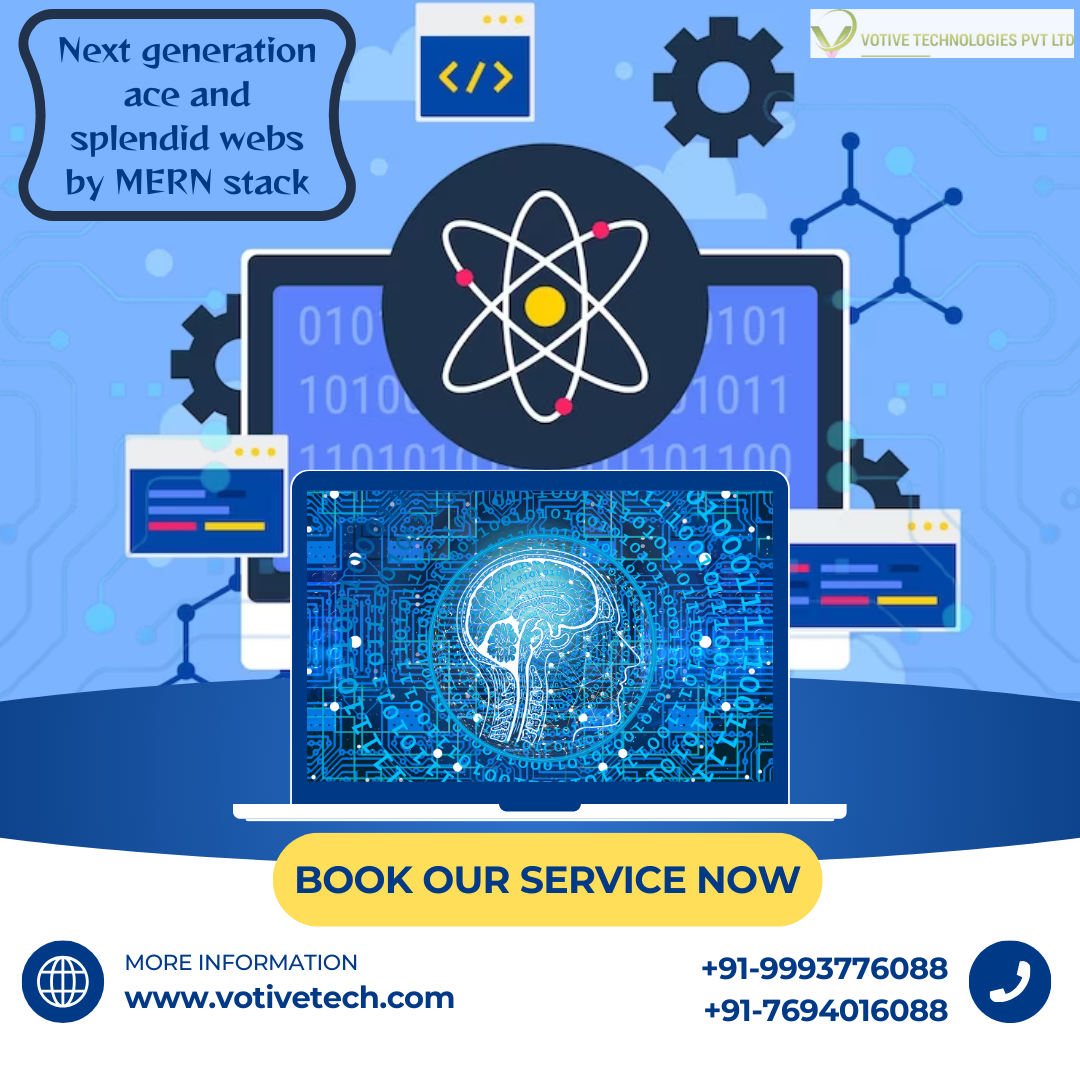 Next generation
ace and
splendid webs
by MERN stack
VOTIVE TECHNOLOGIES PVT LTD
</>
BOOK OUR SERVICE NOW
MORE INFORMATION
www.votivetech.com
+91-9993776088
+91-7694016088